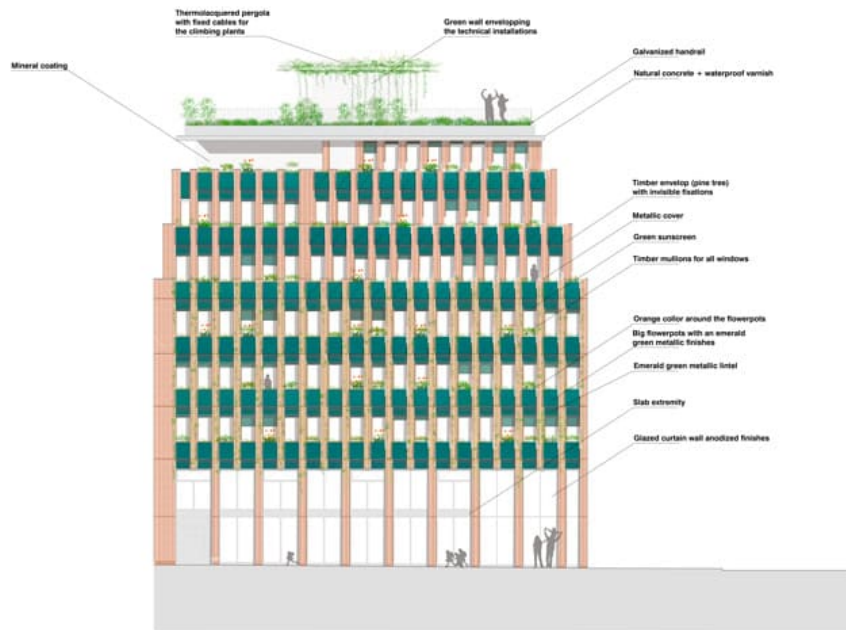 Thermolacquered pergola
with fixed cables for
the climbing plants
Green wall envelopping
the technical installations
Mineral coating
Galvanized handrail
Natural concrete + waterproof varnish
Timber envelop (pine tree)
with invisible fixations
Metallic cover
Green sunscreen
Timber mullions for all windows
Orange collor around the flowerpots
Big flowerpots with an emerald
green metallic finishes
Emerald green metallic lintel
Slab extremity
Glazed curtain wall anodized finishes